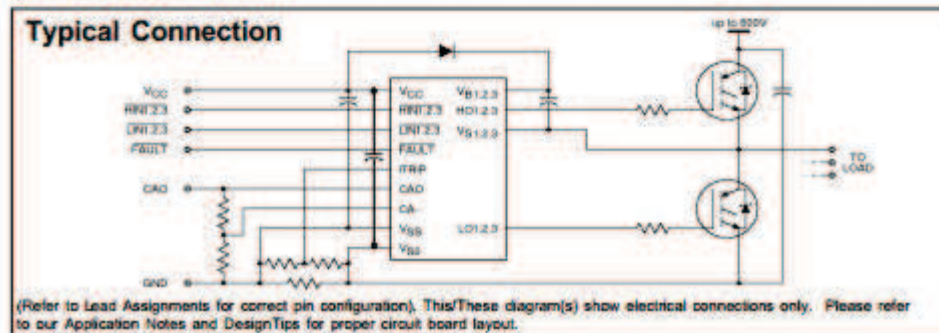 Typical Connection
up to 600V
VCC
HIN1,2,3
LIN1,2,3
FAULT
CAO
GND
VCC
HIN1,2,3
LIN1,2,3
FAULT
ITRIP
CAO
CA-
VSS
VS0
VB1,2,3
HO1,2,3
VS1,2,3
LO1,2,3
TO
LOAD
(Refer to Lead Assignments for correct pin configuration). This/These diagram(s) show electrical connections only. Please refer
to our Application Notes and DesignTips for proper circuit board layout.